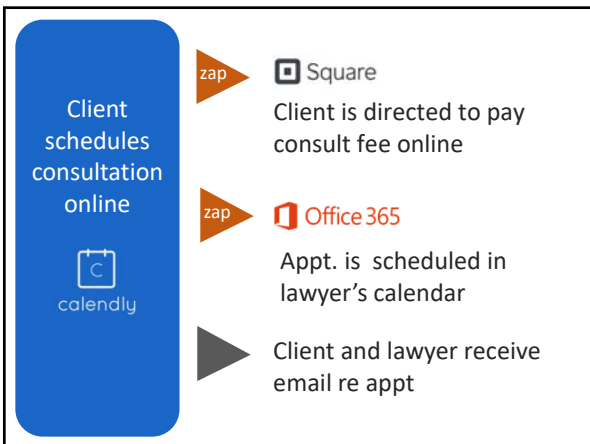 Client
schedules
consultation
online
C
calendly
zap
Square
Client is directed to pay
consult fee online
zap
Office 365
Appt. is scheduled in
lawyer's calendar
Client and lawyer receive
email re appt